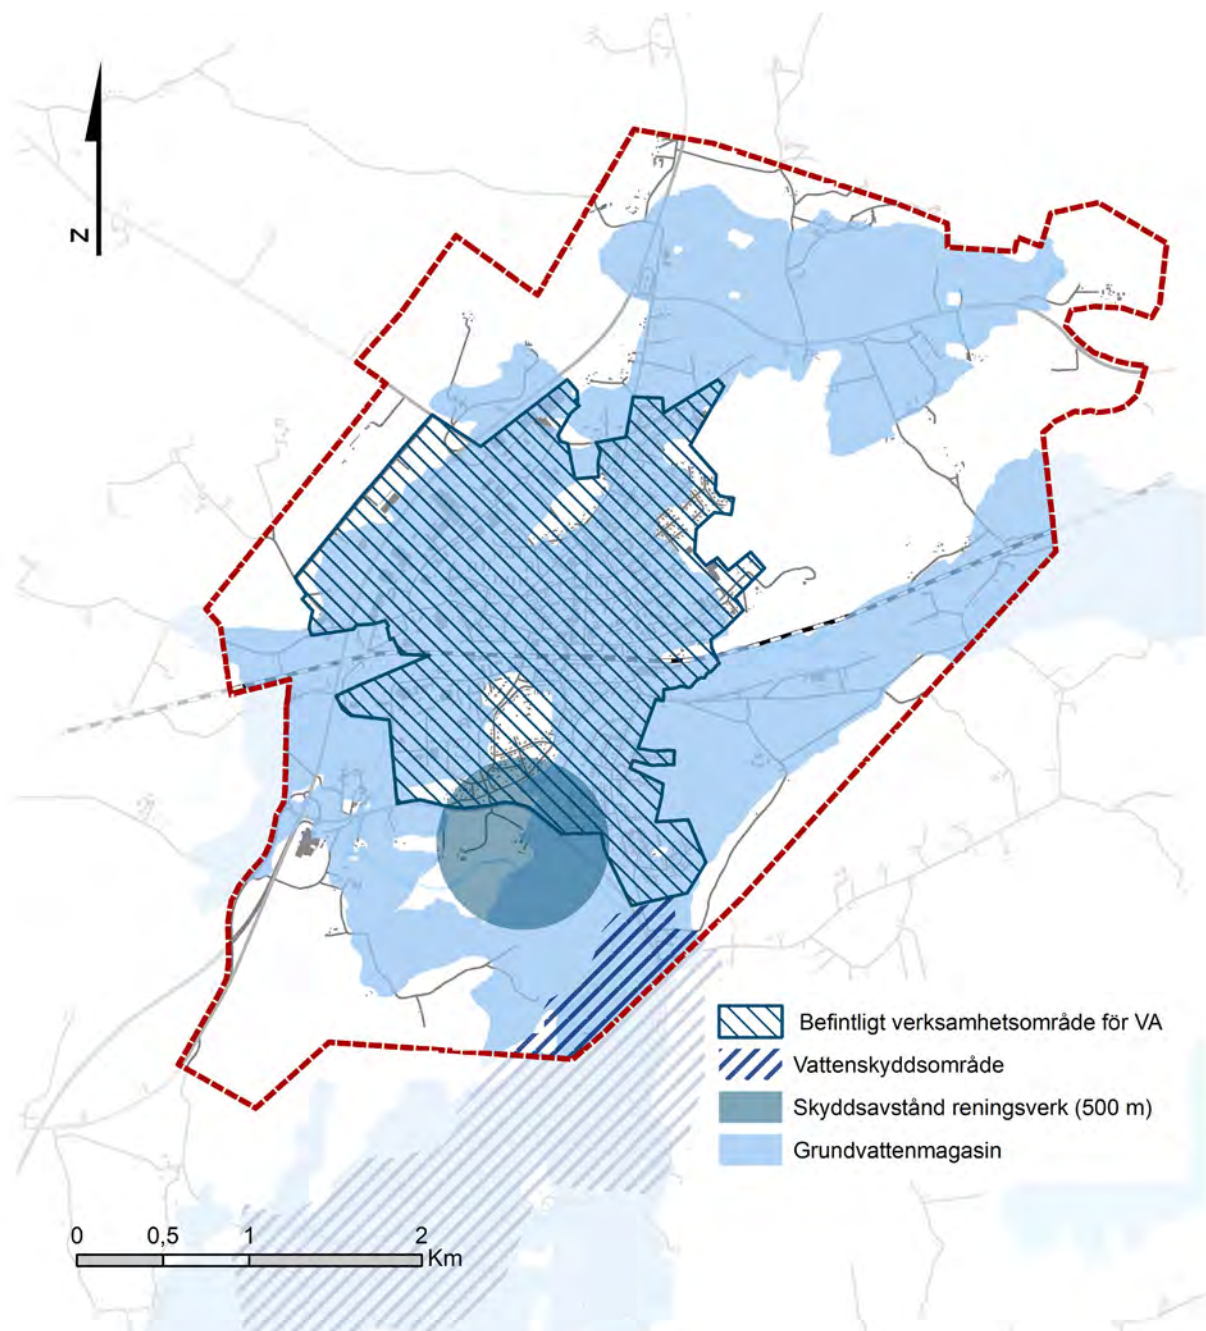 N
Befintligt verksamhetsområde för VA
Vattenskyddsområde
Skyddsavstånd reningsverk (500 m)
Grundvattenmagasin
0 0,5 1 2
Km